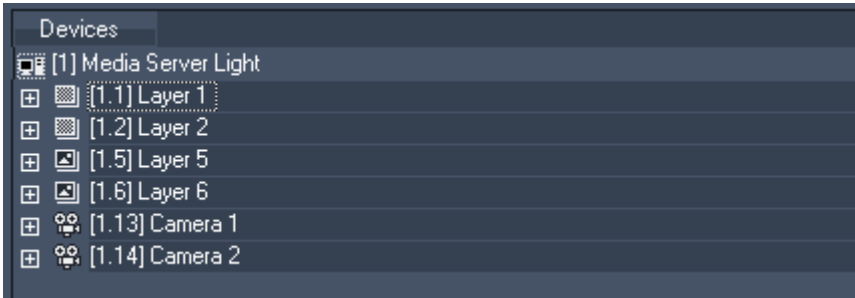 Devices
[1] Media Server Light
[1.1] Layer 1
[1.2] Layer 2
[1.5] Layer 5
[1.6] Layer 6
[1.13] Camera 1
[1.14] Camera 2